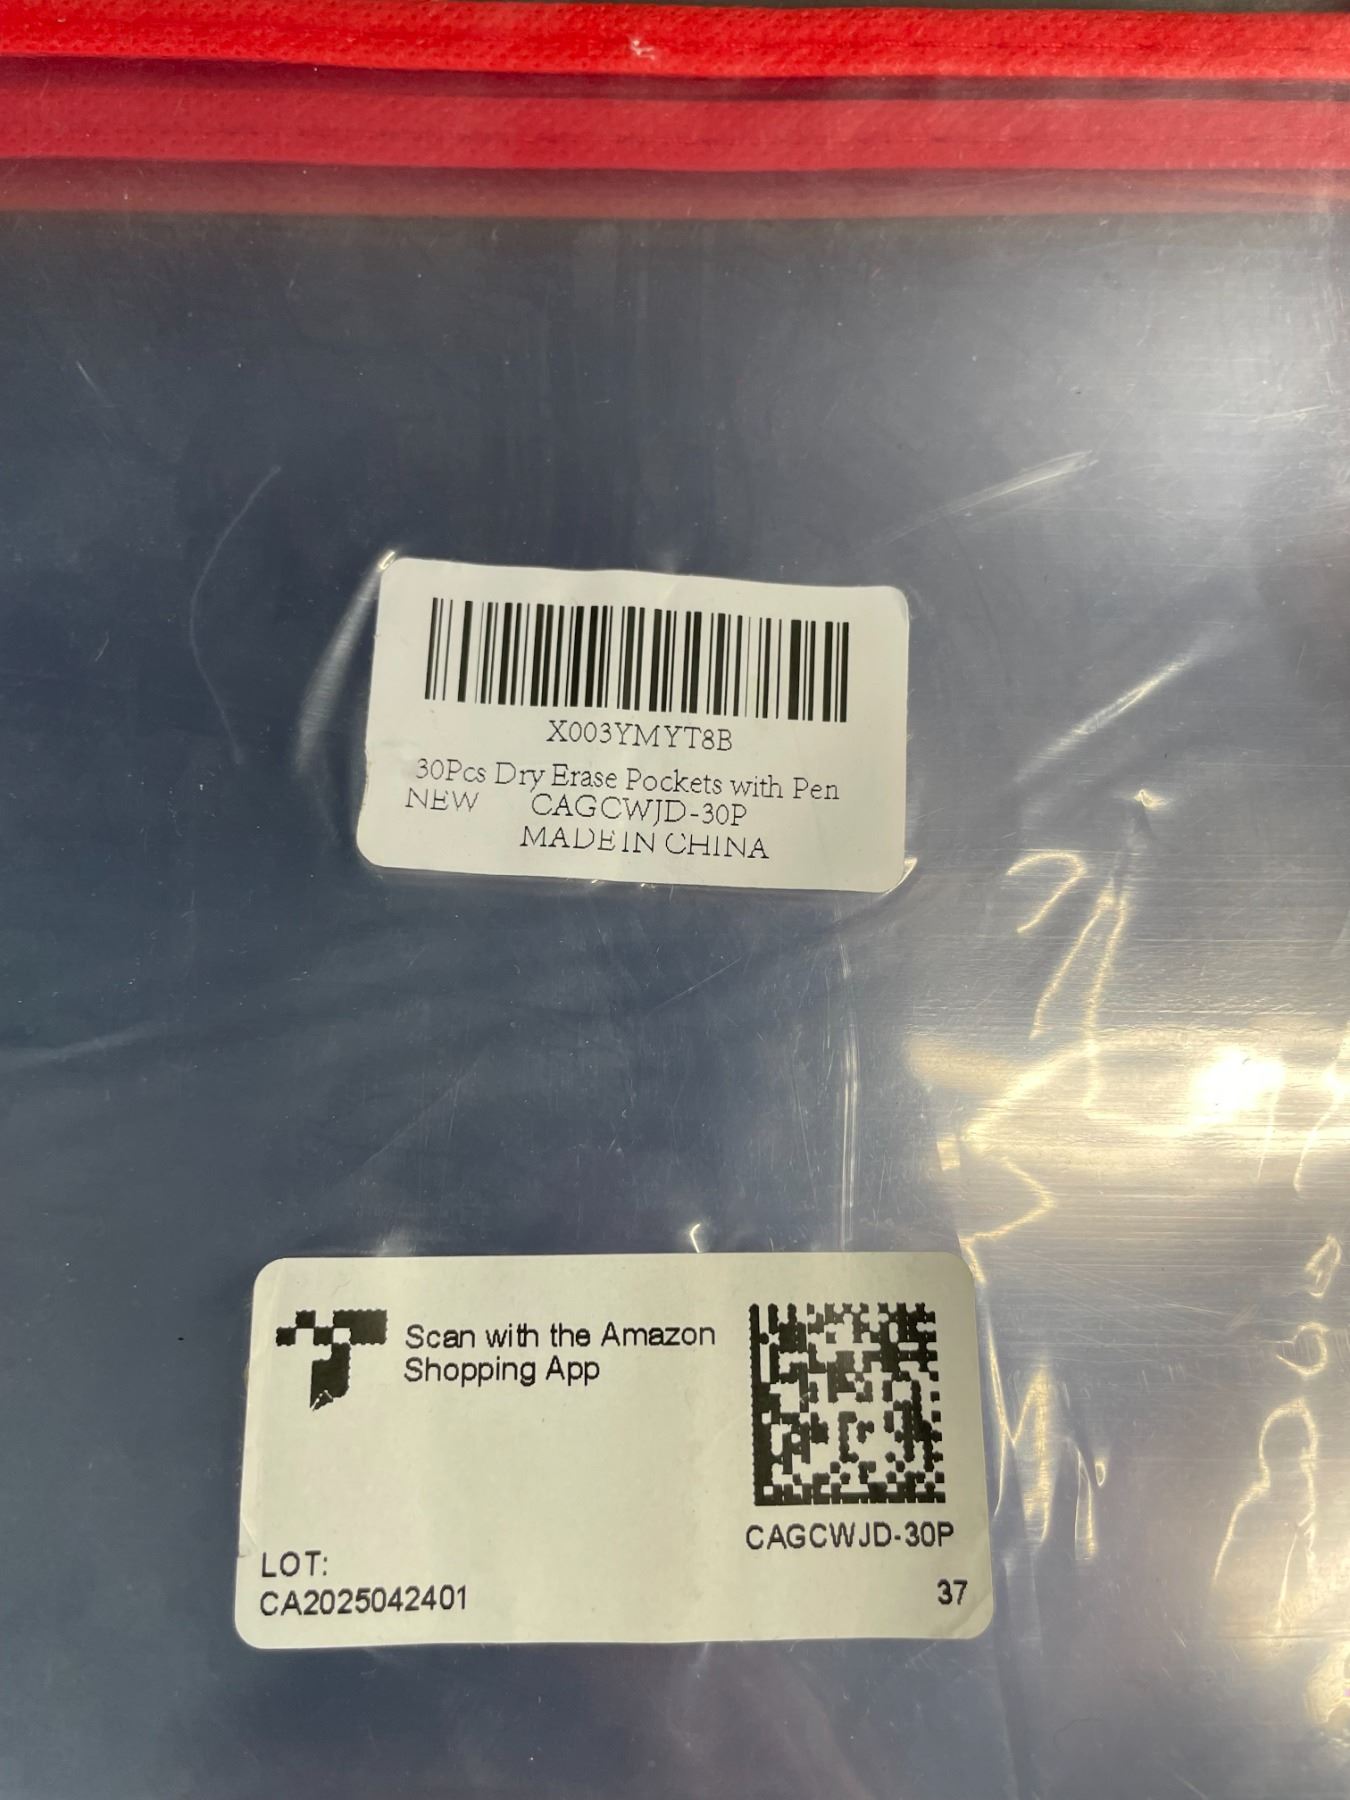 X003YMYT8B
30Pcs Dry Erase Pockets with Pen
NEW CAGCWJD-30P
MADE IN CHINA
Scan with the Amazon
Shopping App
CAGCWJD-30P
LOT:
CA2025042401
37